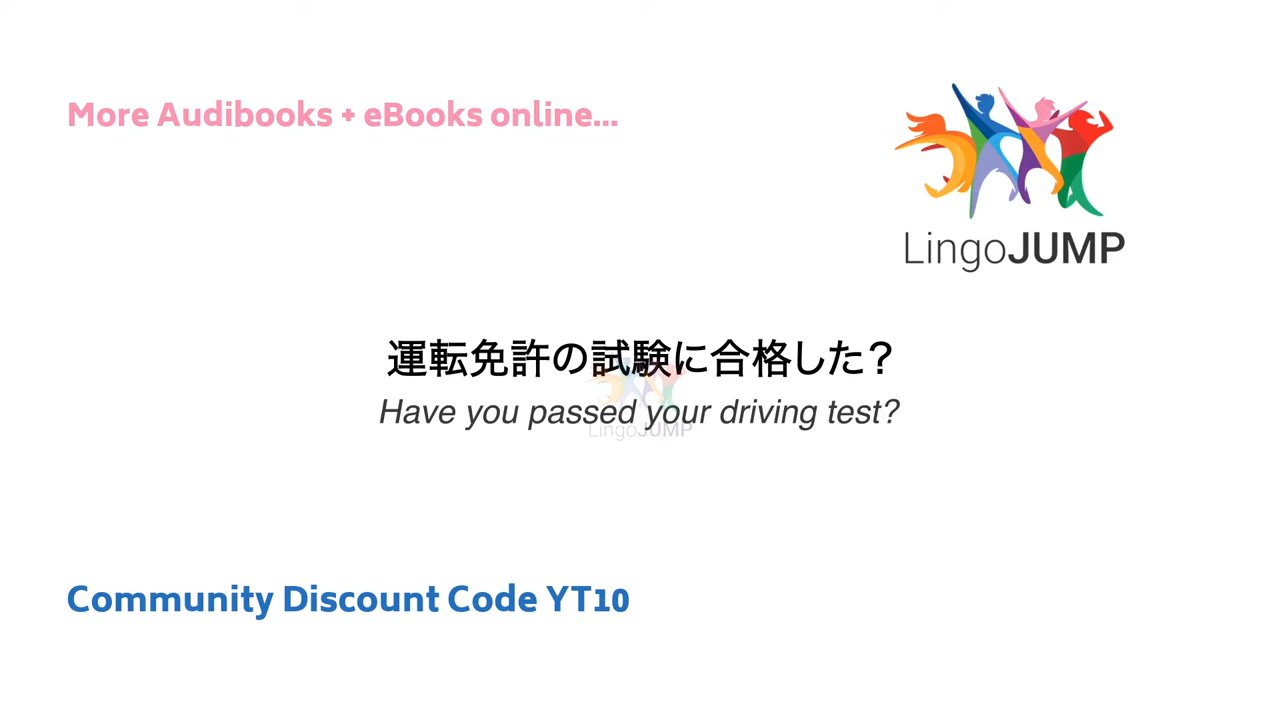 More Audibooks + eBooks online...
LingoJUMP
運転免許の試験に合格した？
Have you passed your driving test?
LingoJUMP
Community Discount Code YT10